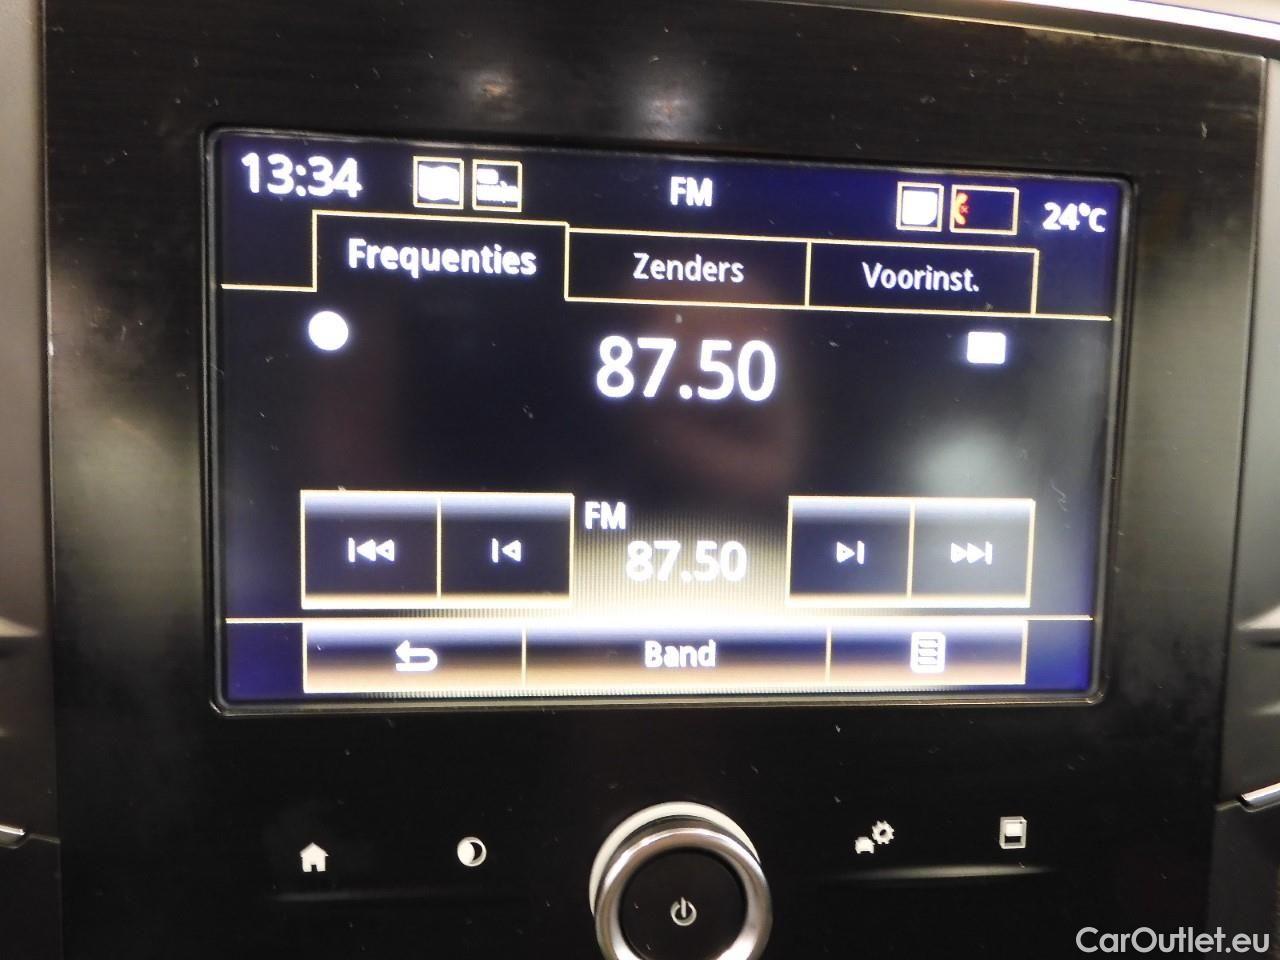 13:34 FM 24°C
Frequenties Zenders Voorinst.
87.50
FM
87.50
Band
CarOutlet.eu